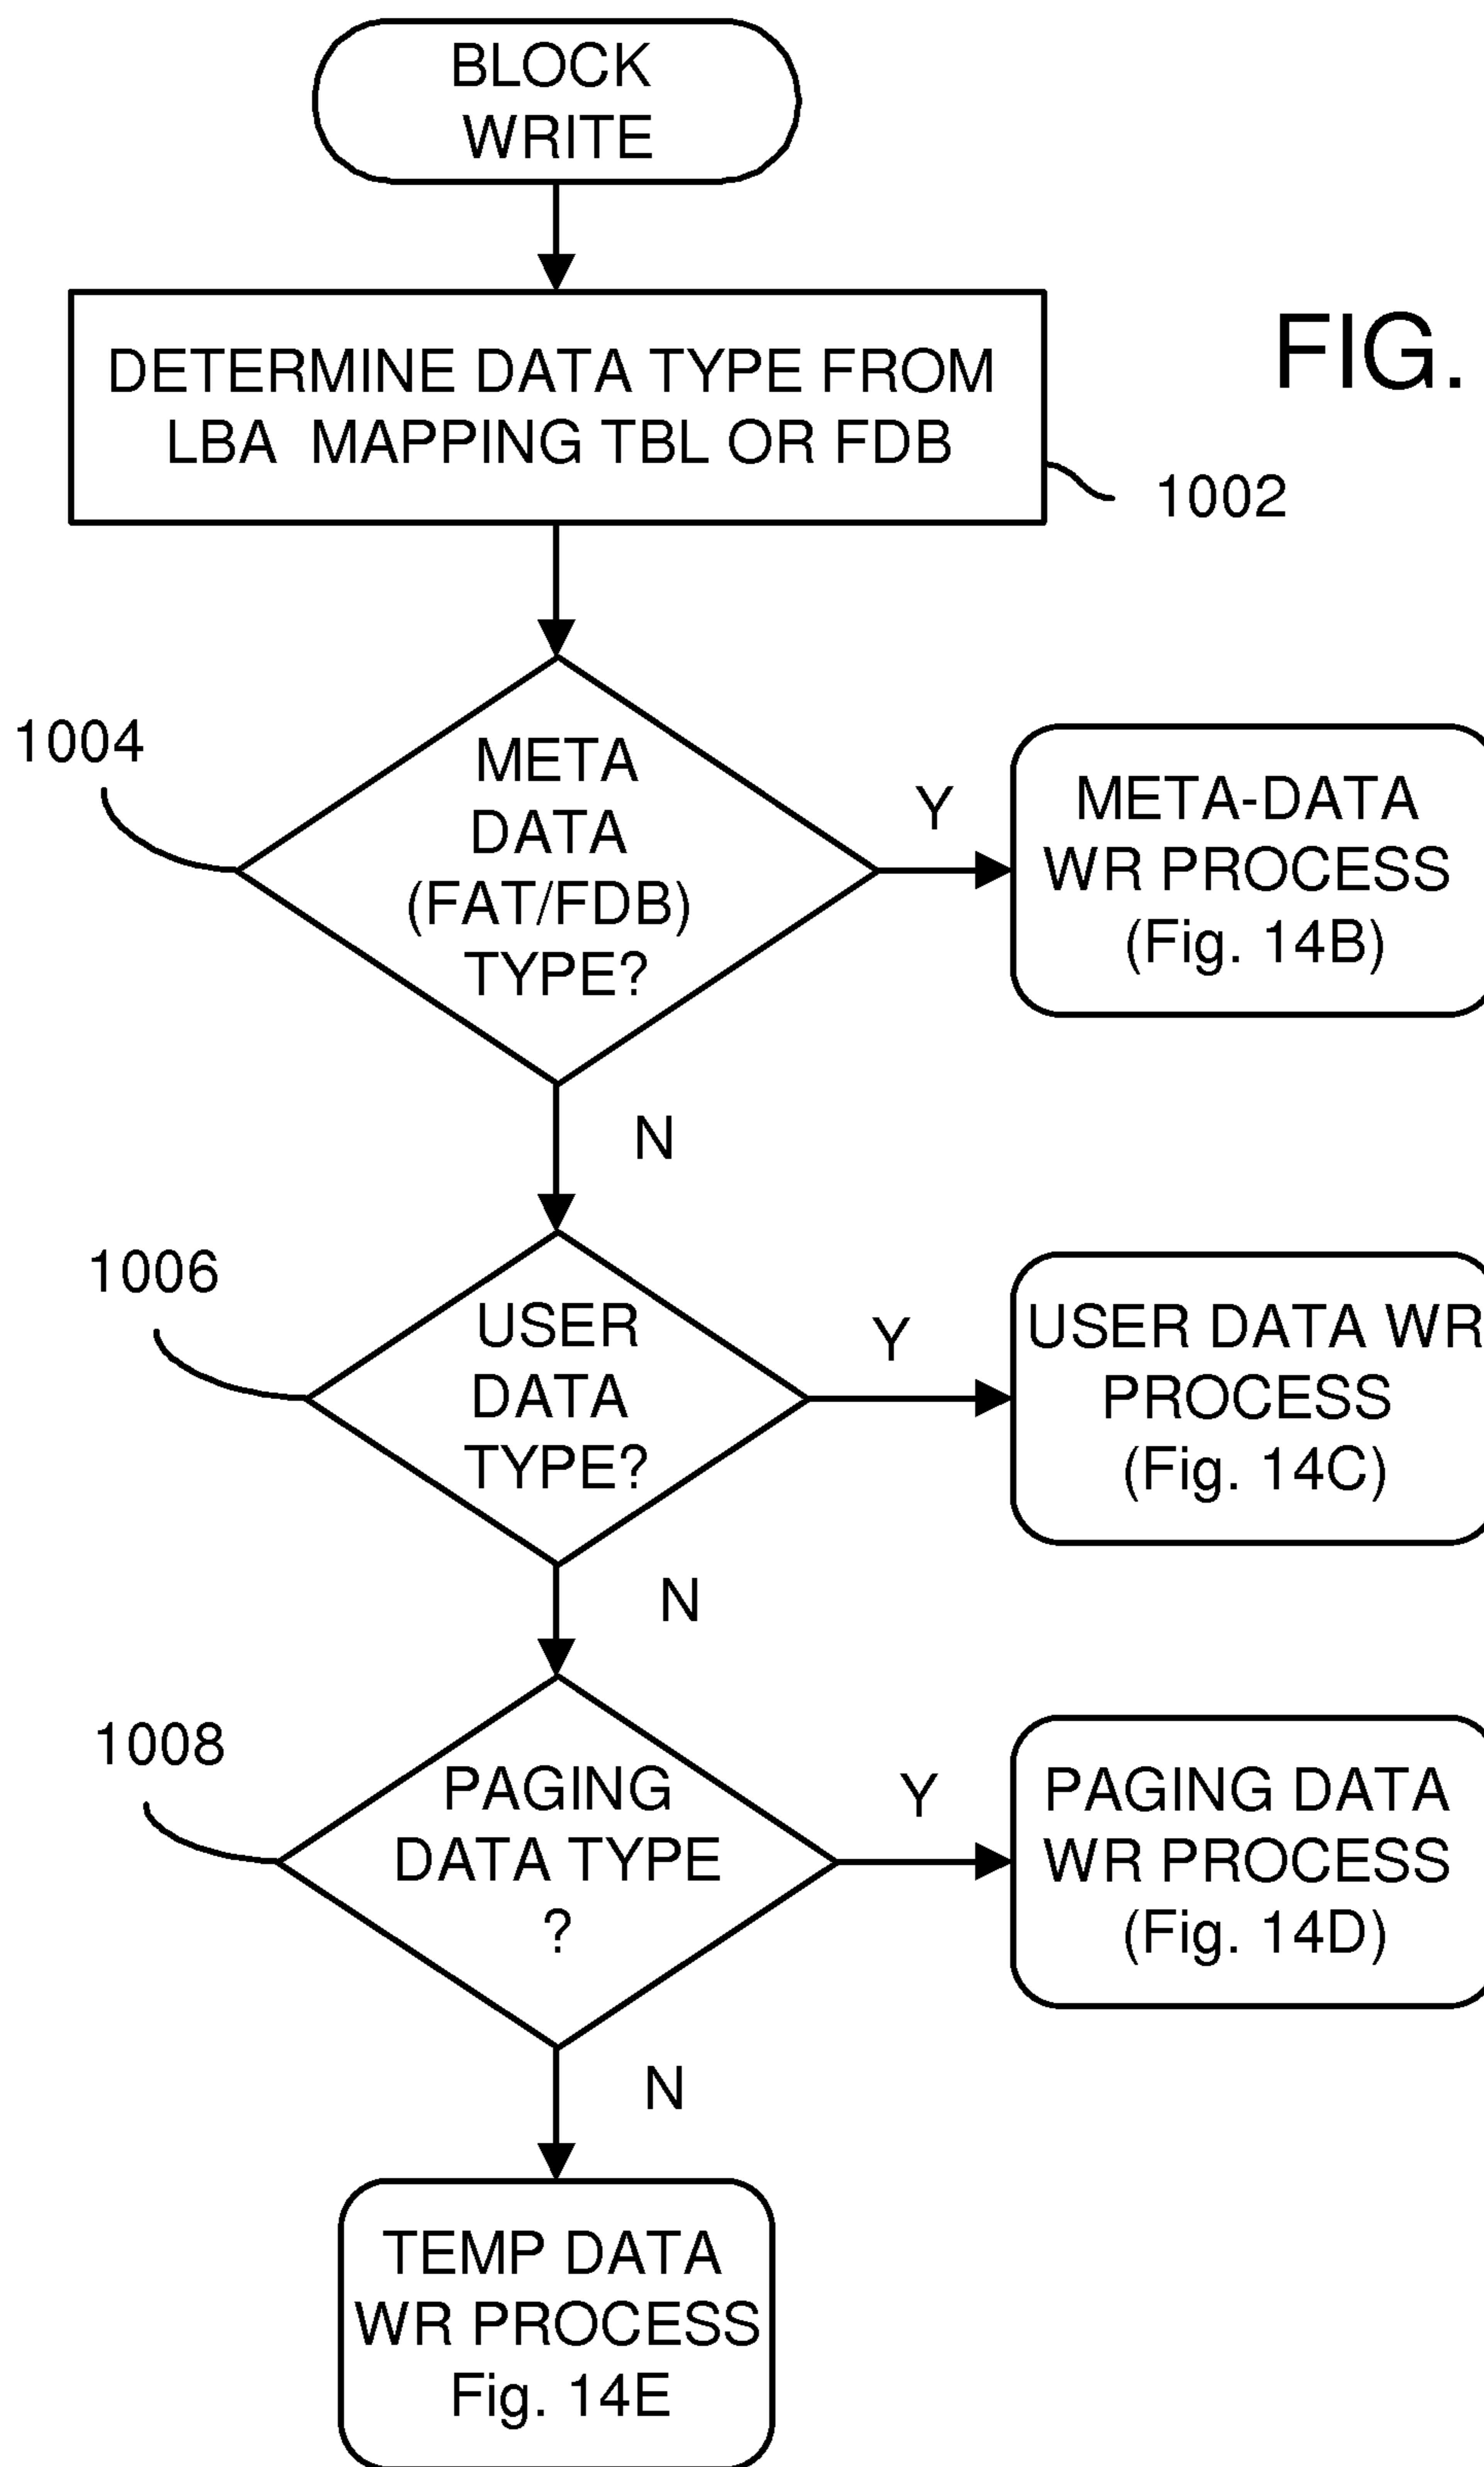 BLOCK
WRITE
DETERMINE DATA TYPE FROM
LBA MAPPING TBL OR FDB
FIG.
1002
1004
META
DATA
(FAT/FDB)
TYPE?
Y
META-DATA
WR PROCESS
(Fig. 14B)
N
1006
USER
DATA
TYPE?
Y
USER DATA WR
PROCESS
(Fig. 14C)
N
1008
PAGING
DATA TYPE
?
Y
PAGING DATA
WR PROCESS
(Fig. 14D)
N
TEMP DATA
WR PROCESS
Fig. 14E